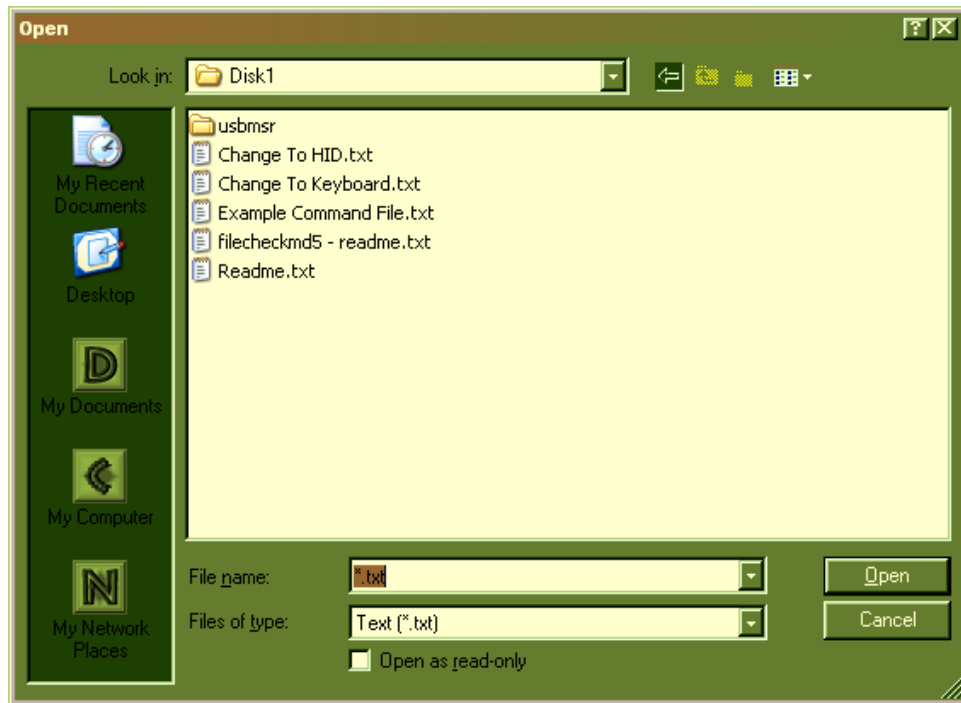 Open
Look in:
Disk1
My Recent
Documents
Desktop
My Documents
My Computer
My Network
Places
usbmsr
Change To HID.txt
Change To Keyboard.txt
Example Command File.txt
filecheckmd5 - readme.txt
Readme.txt
File name:
*.txt
Open
Files of type:
Text (*.txt)
Cancel
Open as read-only